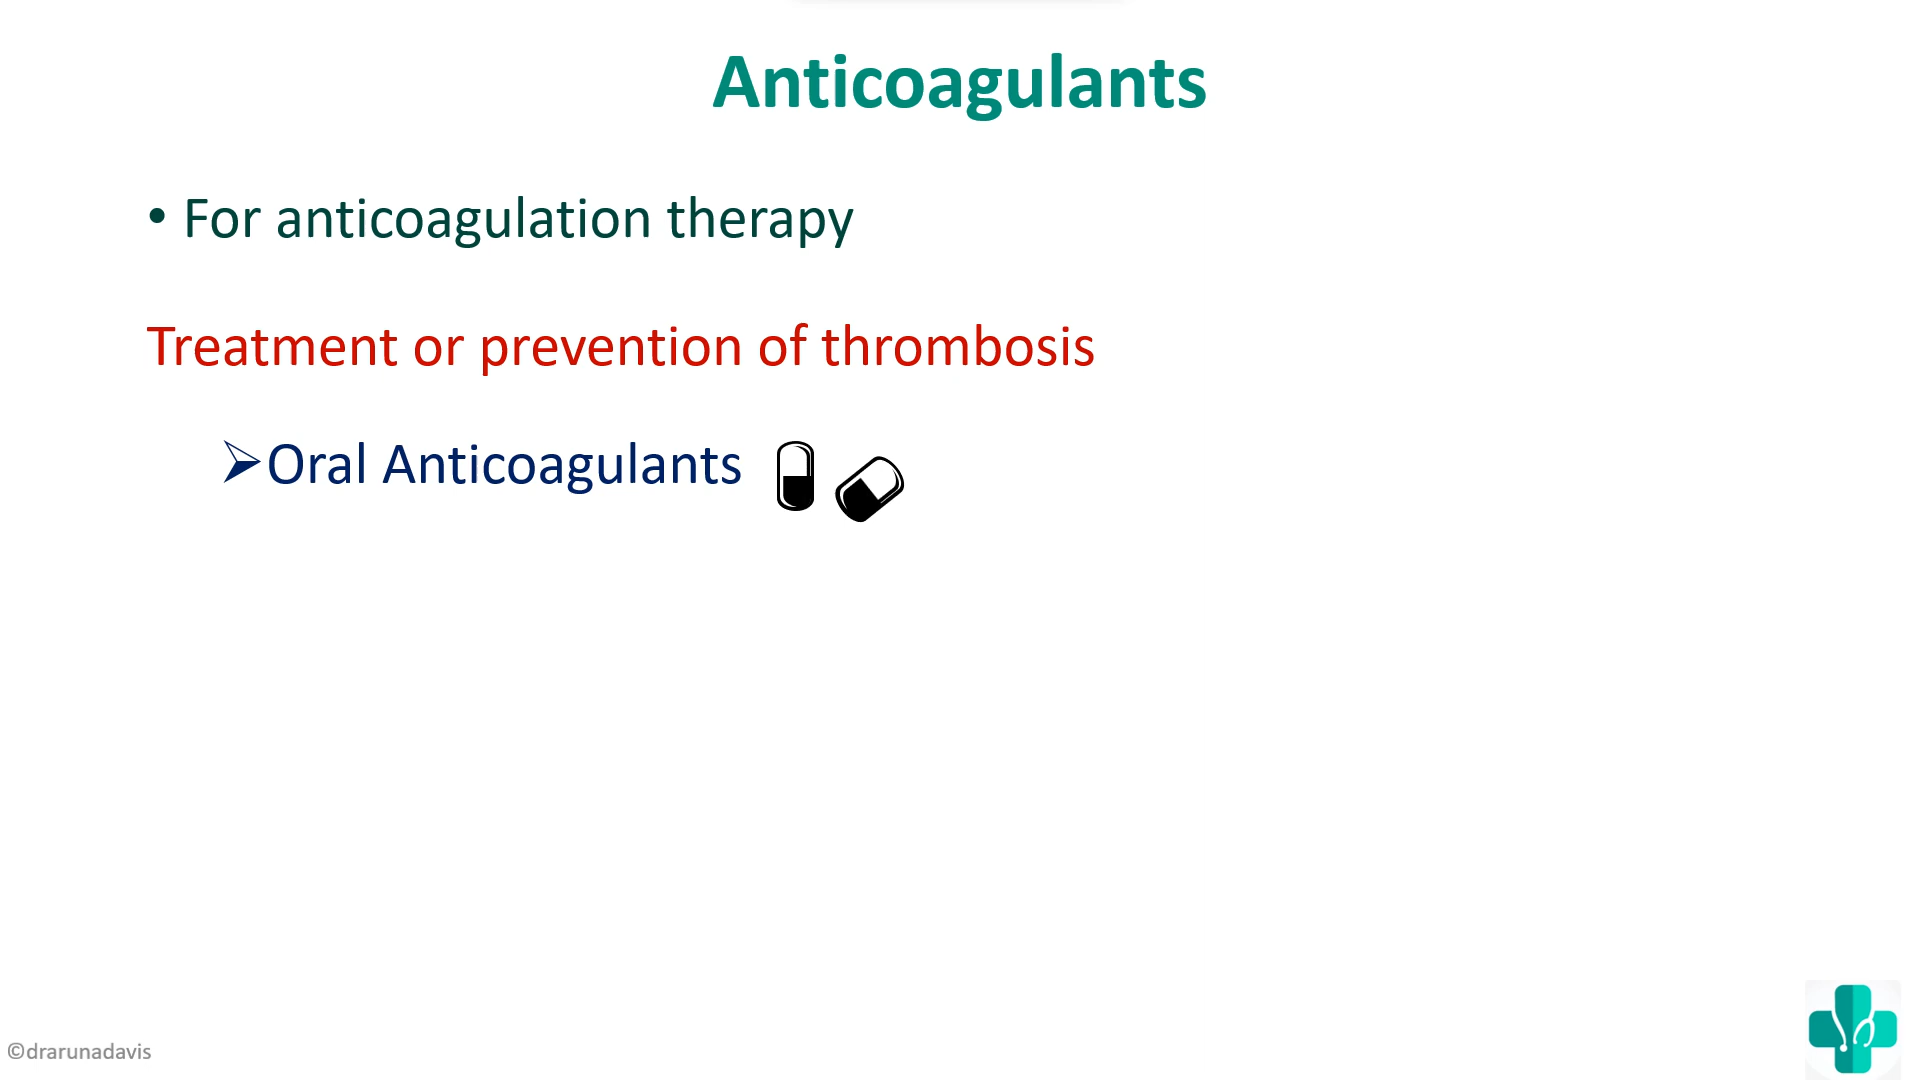 Anticoagulants
• For anticoagulation therapy
Treatment or prevention of thrombosis
➢Oral Anticoagulants
©drarunadavis